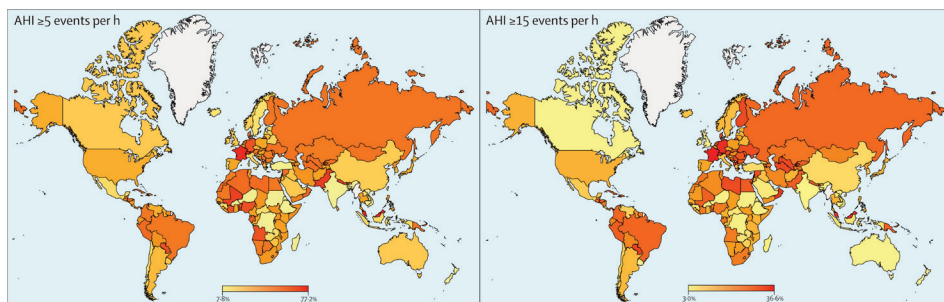 AHI ≥5 events per h
7·8%
77·2%
AHI ≥15 events per h
3·0%
36·6%